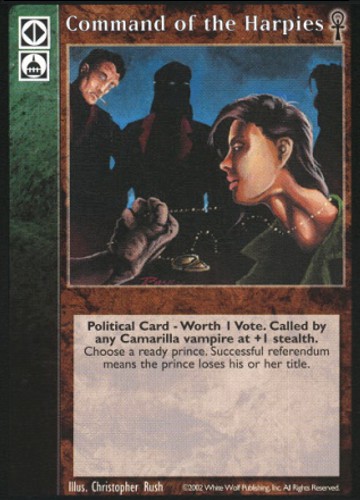 Command of the Harpies
Political Card - Worth 1 Vote. Called by
any Camarilla vampire at +1 stealth.
Choose a ready prince. Successful referendum
means the prince loses his or her title.
Illus. Christopher Rush
©2002 White Wolf Publishing, Inc. All Rights Reserved.